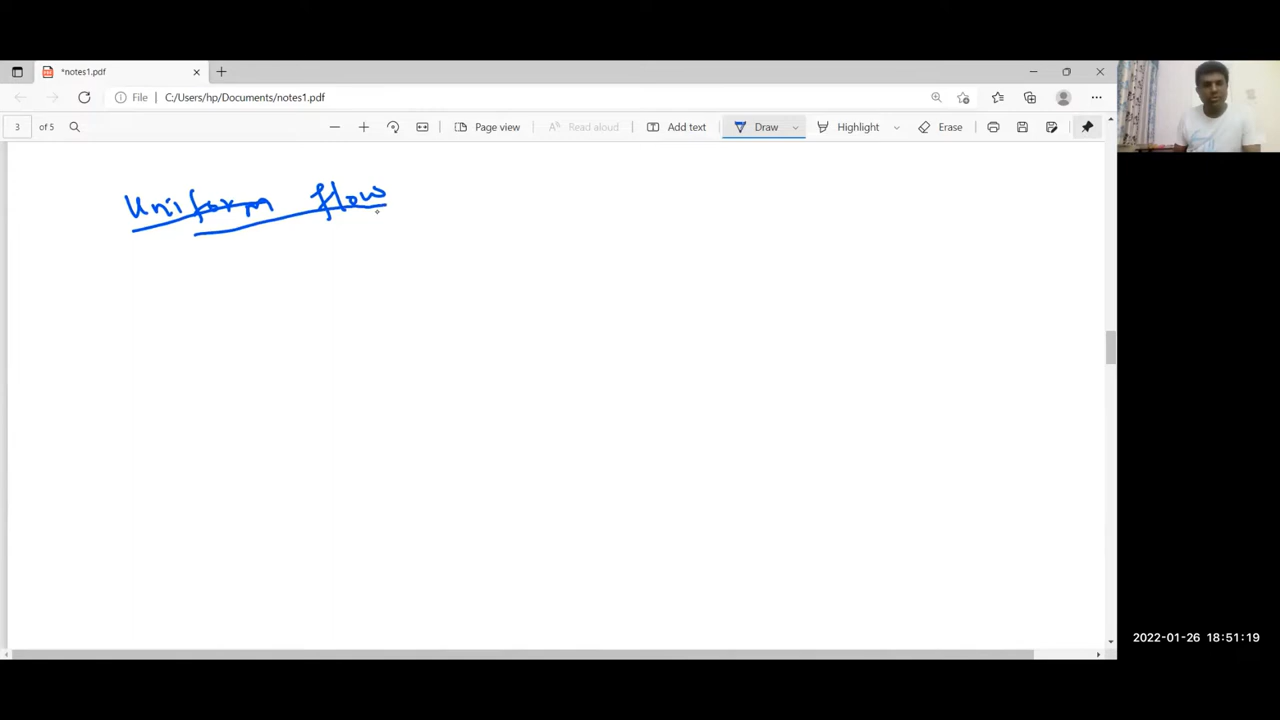 *notes1.pdf
File C:/Users/hp/Documents/notes1.pdf
3 of 5 Page view Read aloud Add text Draw Highlight Erase
Uniform flow
2022-01-26 18:51:19